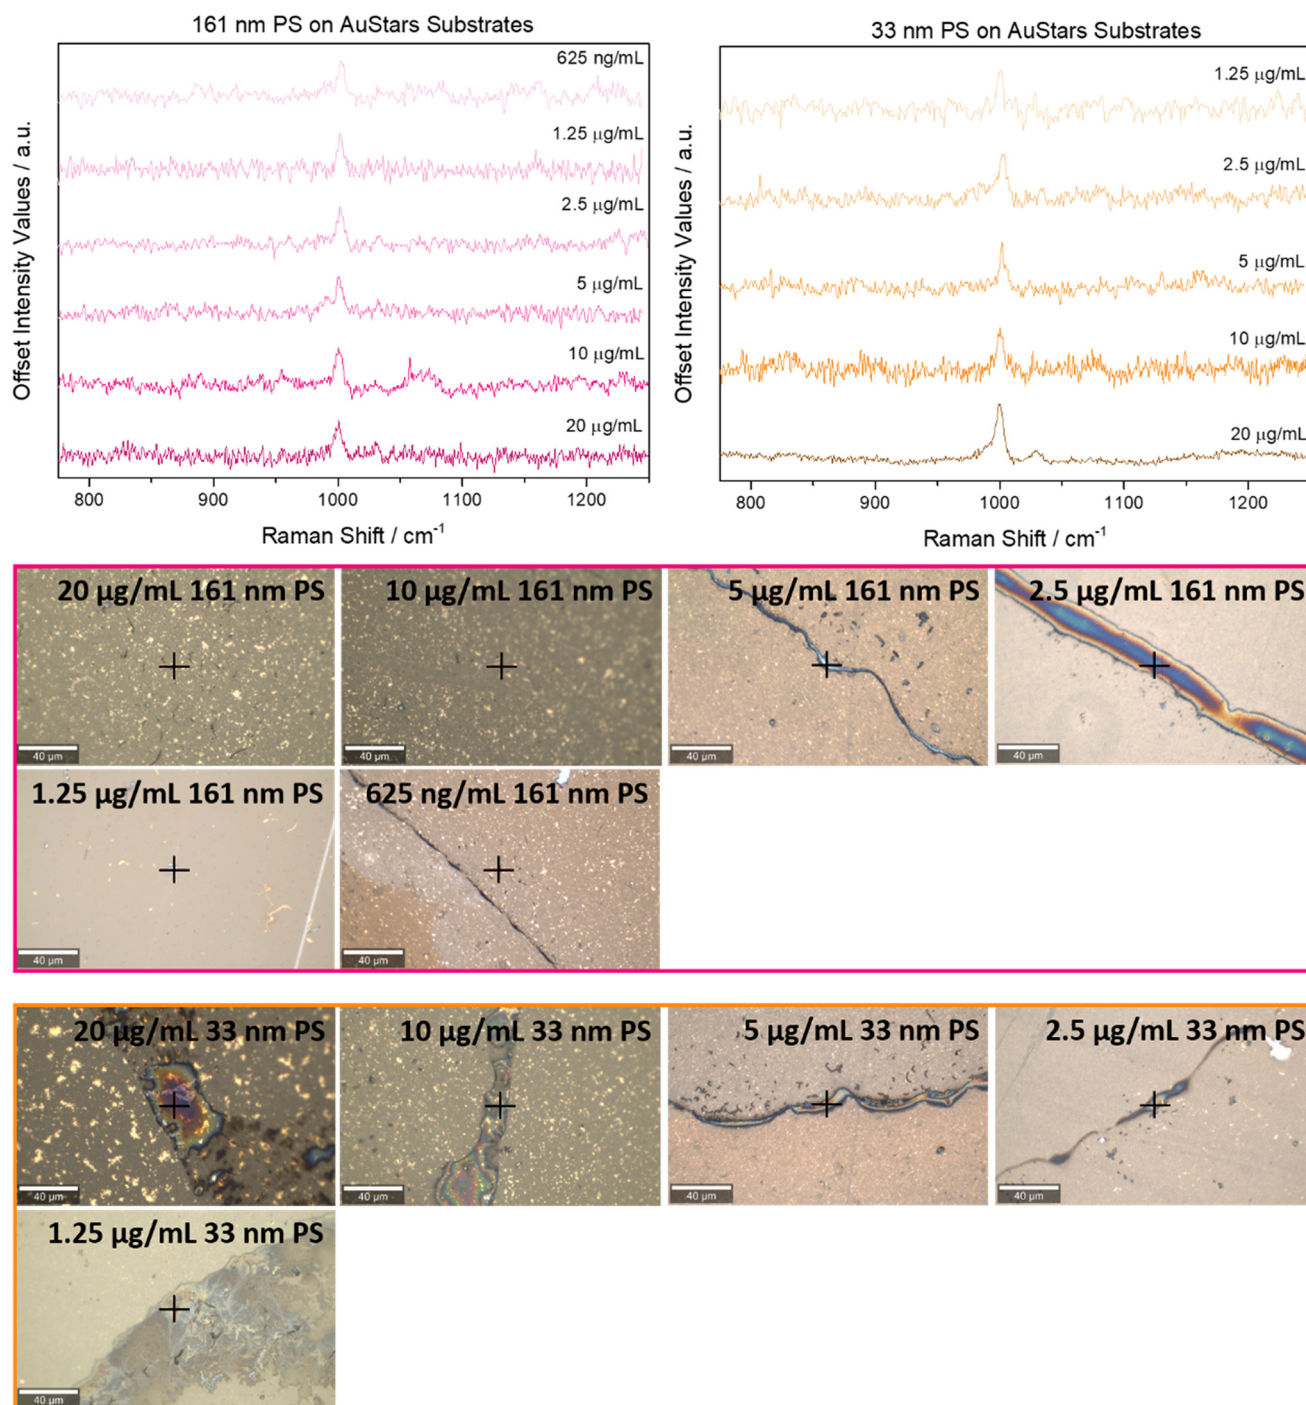 161 nm PS on AuStars Substrates
625 ng/mL
1.25 µg/mL
2.5 µg/mL
5 µg/mL
10 µg/mL
20 µg/mL
Offset Intensity Values / a.u.
800 900 1000 1100 1200
Raman Shift / cm⁻¹
33 nm PS on AuStars Substrates
1.25 µg/mL
2.5 µg/mL
5 µg/mL
10 µg/mL
20 µg/mL
Offset Intensity Values / a.u.
800 900 1000 1100 1200
Raman Shift / cm⁻¹
20 µg/mL 161 nm PS
40 µm
10 µg/mL 161 nm PS
40 µm
5 µg/mL 161 nm PS
40 µm
2.5 µg/mL 161 nm PS
40 µm
1.25 µg/mL 161 nm PS
40 µm
625 ng/mL 161 nm PS
40 µm
20 µg/mL 33 nm PS
40 µm
10 µg/mL 33 nm PS
40 µm
5 µg/mL 33 nm PS
40 µm
2.5 µg/mL 33 nm PS
40 µm
1.25 µg/mL 33 nm PS
40 µm